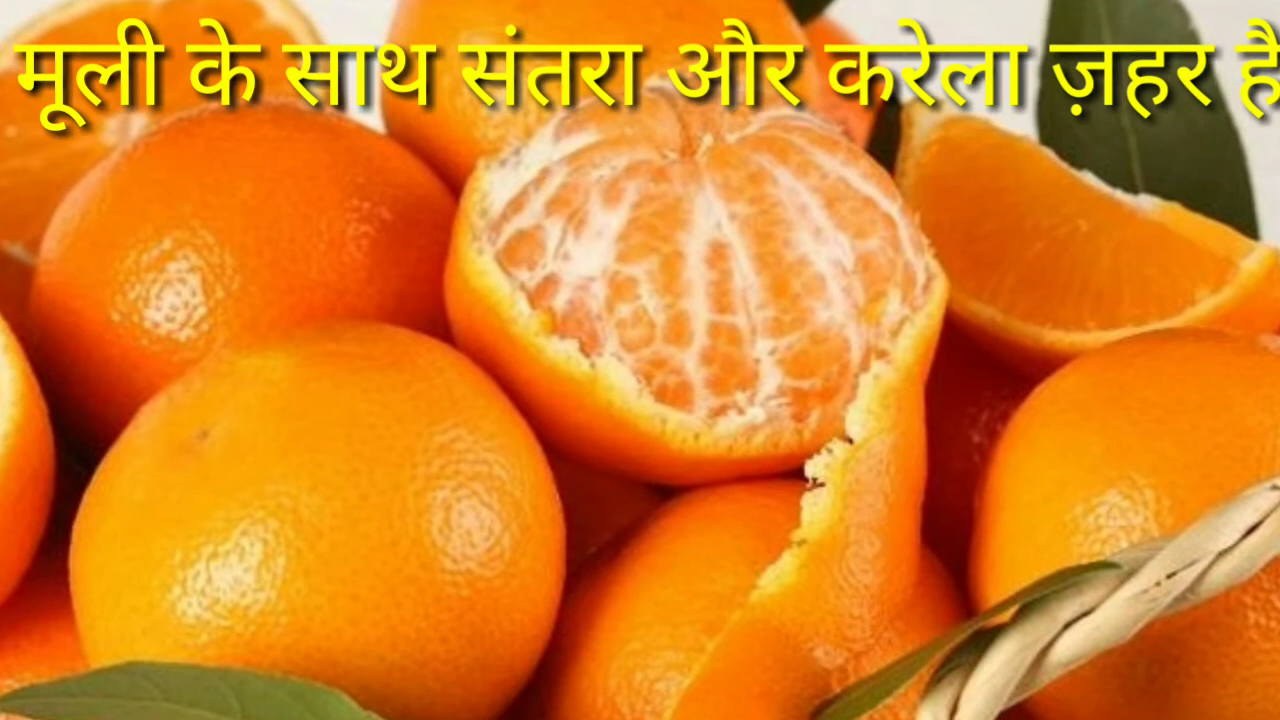 मूली के साथ संतरा और करेला ज़हर है